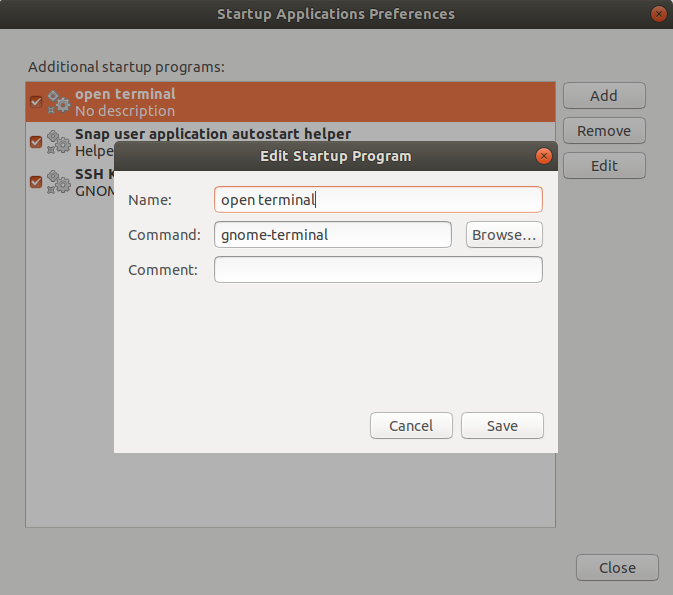 Startup Applications Preferences
Additional startup programs:
open terminal
No description
Add
Snap user application autostart helper
Remove
Helpe
Edit Startup Program
Edit
SSH K
GNOM
Name:
open terminal
Command:
gnome-terminal
Browse...
Comment:
Cancel
Save
Close